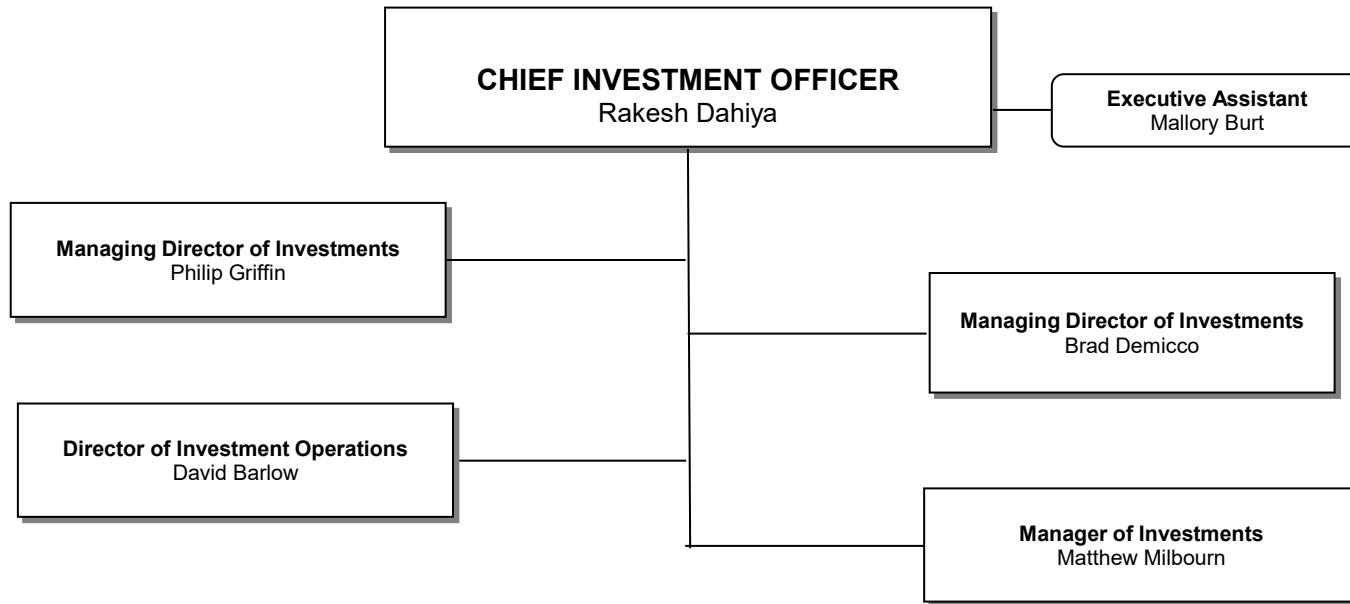 CHIEF INVESTMENT OFFICER
Rakesh Dahiya
Executive Assistant
Mallory Burt
Managing Director of Investments
Philip Griffin
Managing Director of Investments
Brad Demicco
Director of Investment Operations
David Barlow
Manager of Investments
Matthew Milbourn